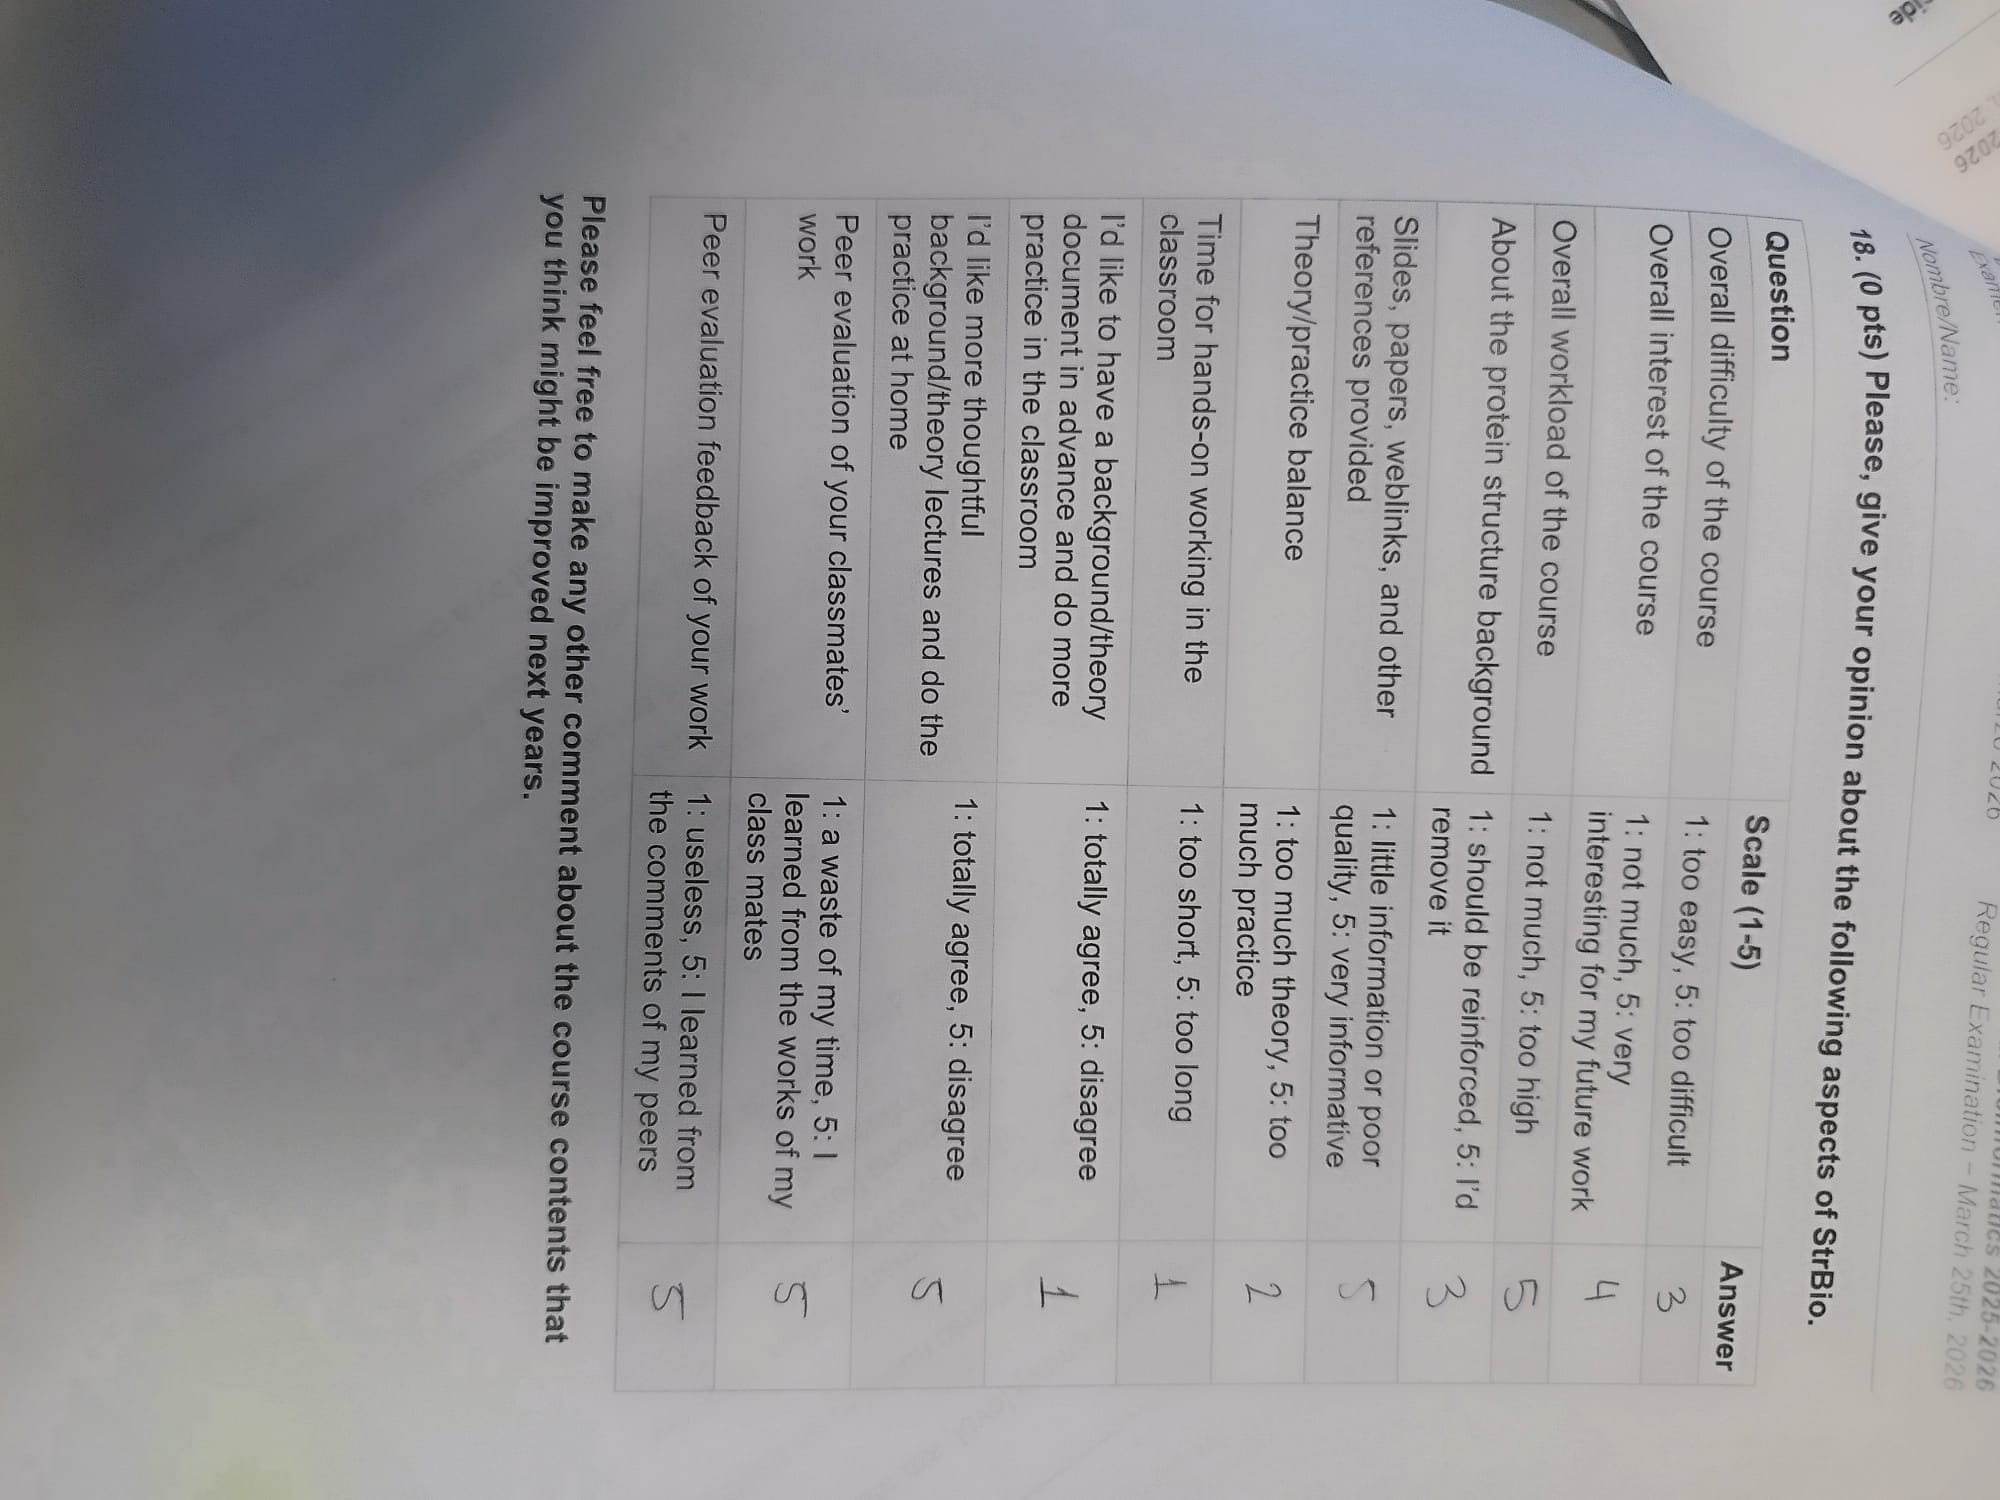 Nombre/Name:
Regular Examination – March 25th, 2026
2025-2026
18. (0 pts) Please, give your opinion about the following aspects of StrBio.
Question Scale (1-5) Answer
Overall difficulty of the course 1: too easy, 5: too difficult 3
Overall interest of the course 1: not much, 5: very
interesting for my future work 4
Overall workload of the course 1: not much, 5: too high 5
About the protein structure background 1: should be reinforced, 5: I'd
remove it 3
Slides, papers, weblinks, and other
references provided
1: little information or poor
quality, 5: very informative 5
Theory/practice balance 1: too much theory, 5: too
much practice 2
Time for hands-on working in the
classroom
1: too short, 5: too long 1
I'd like to have a background/theory
document in advance and do more
practice in the classroom
1: totally agree, 5: disagree 1
I'd like more thoughtful
background/theory lectures and do the
practice at home
1: totally agree, 5: disagree 5
Peer evaluation of your classmates'
work
1: a waste of my time, 5: I
learned from the works of my
class mates 5
Peer evaluation feedback of your work 1: useless, 5: I learned from
the comments of my peers 5
Please feel free to make any other comment about the course contents that
you think might be improved next years.